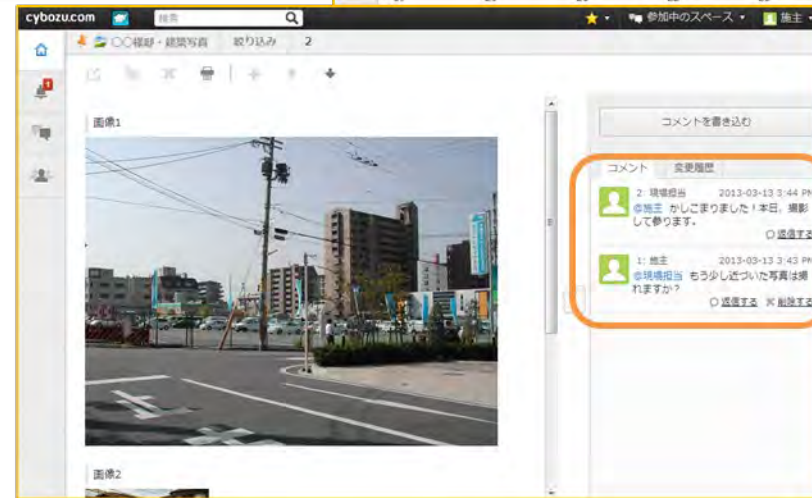 cybozu.com
検索
参加中のスペース
施主
〇〇様邸・建築写真 絞り込み 2
1
画像1
コメントを書き込む
コメント 変更履歴
2: 現場担当 2013-03-13 3:44 PM
@施主 かしこまりました!本日、撮影
して参ります。
返信する
1: 施主 2013-03-13 3:43 PM
@現場担当 もう少し近づいた写真は撮
れますか?
返信する 削除する
画像2